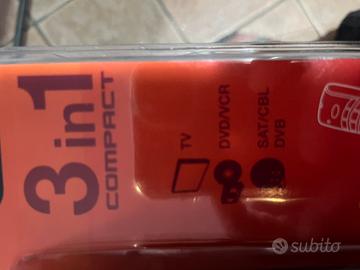 3 in 1
COMPACT
TV
DVD/VCR
SAT/CBL
DVB
subito